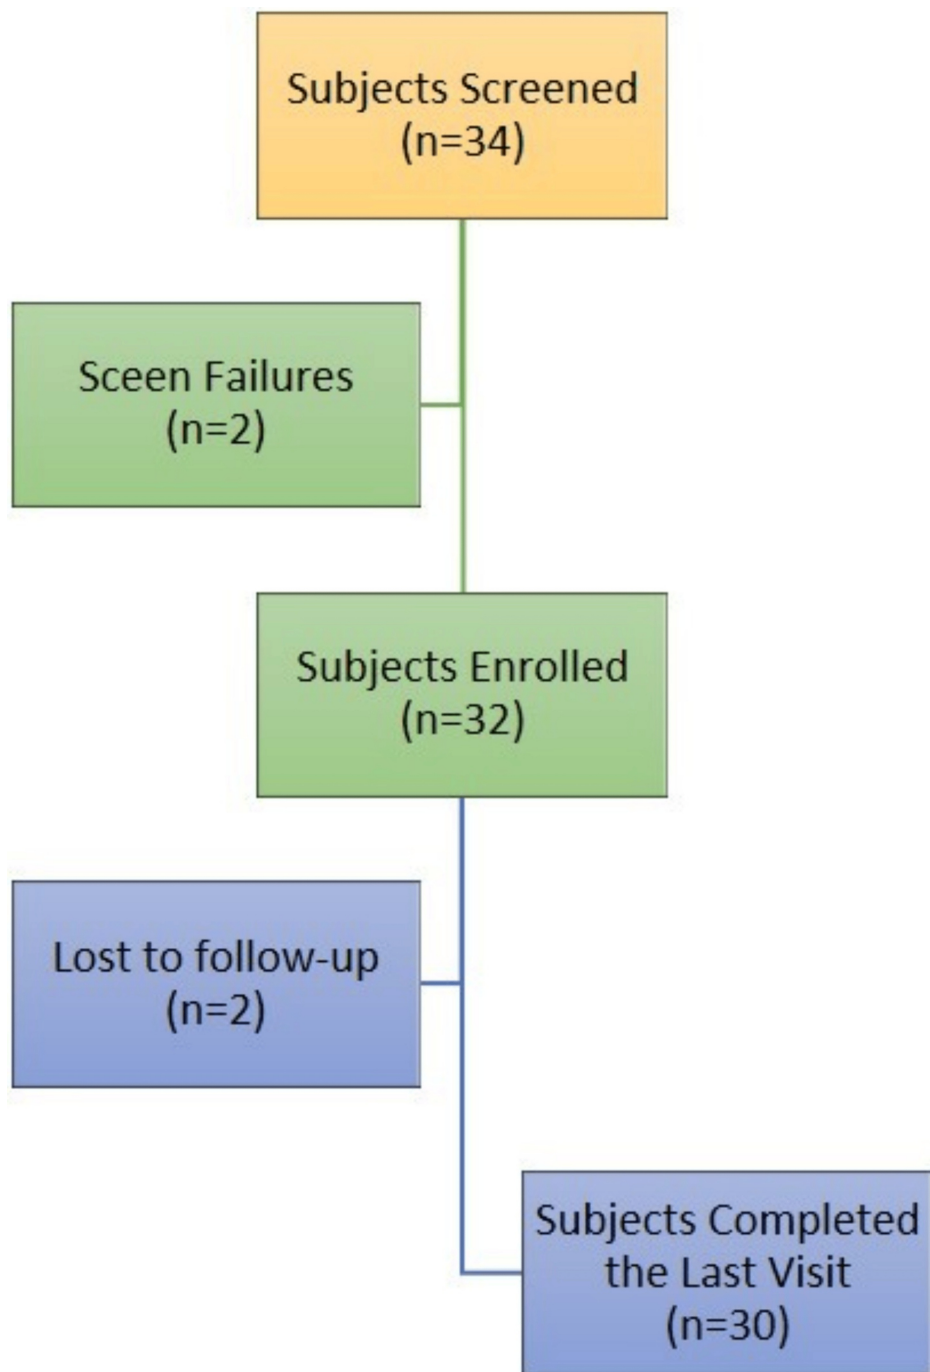 Subjects Screened
(n=34)
Sceen Failures
(n=2)
Subjects Enrolled
(n=32)
Lost to follow-up
(n=2)
Subjects Completed
the Last Visit
(n=30)